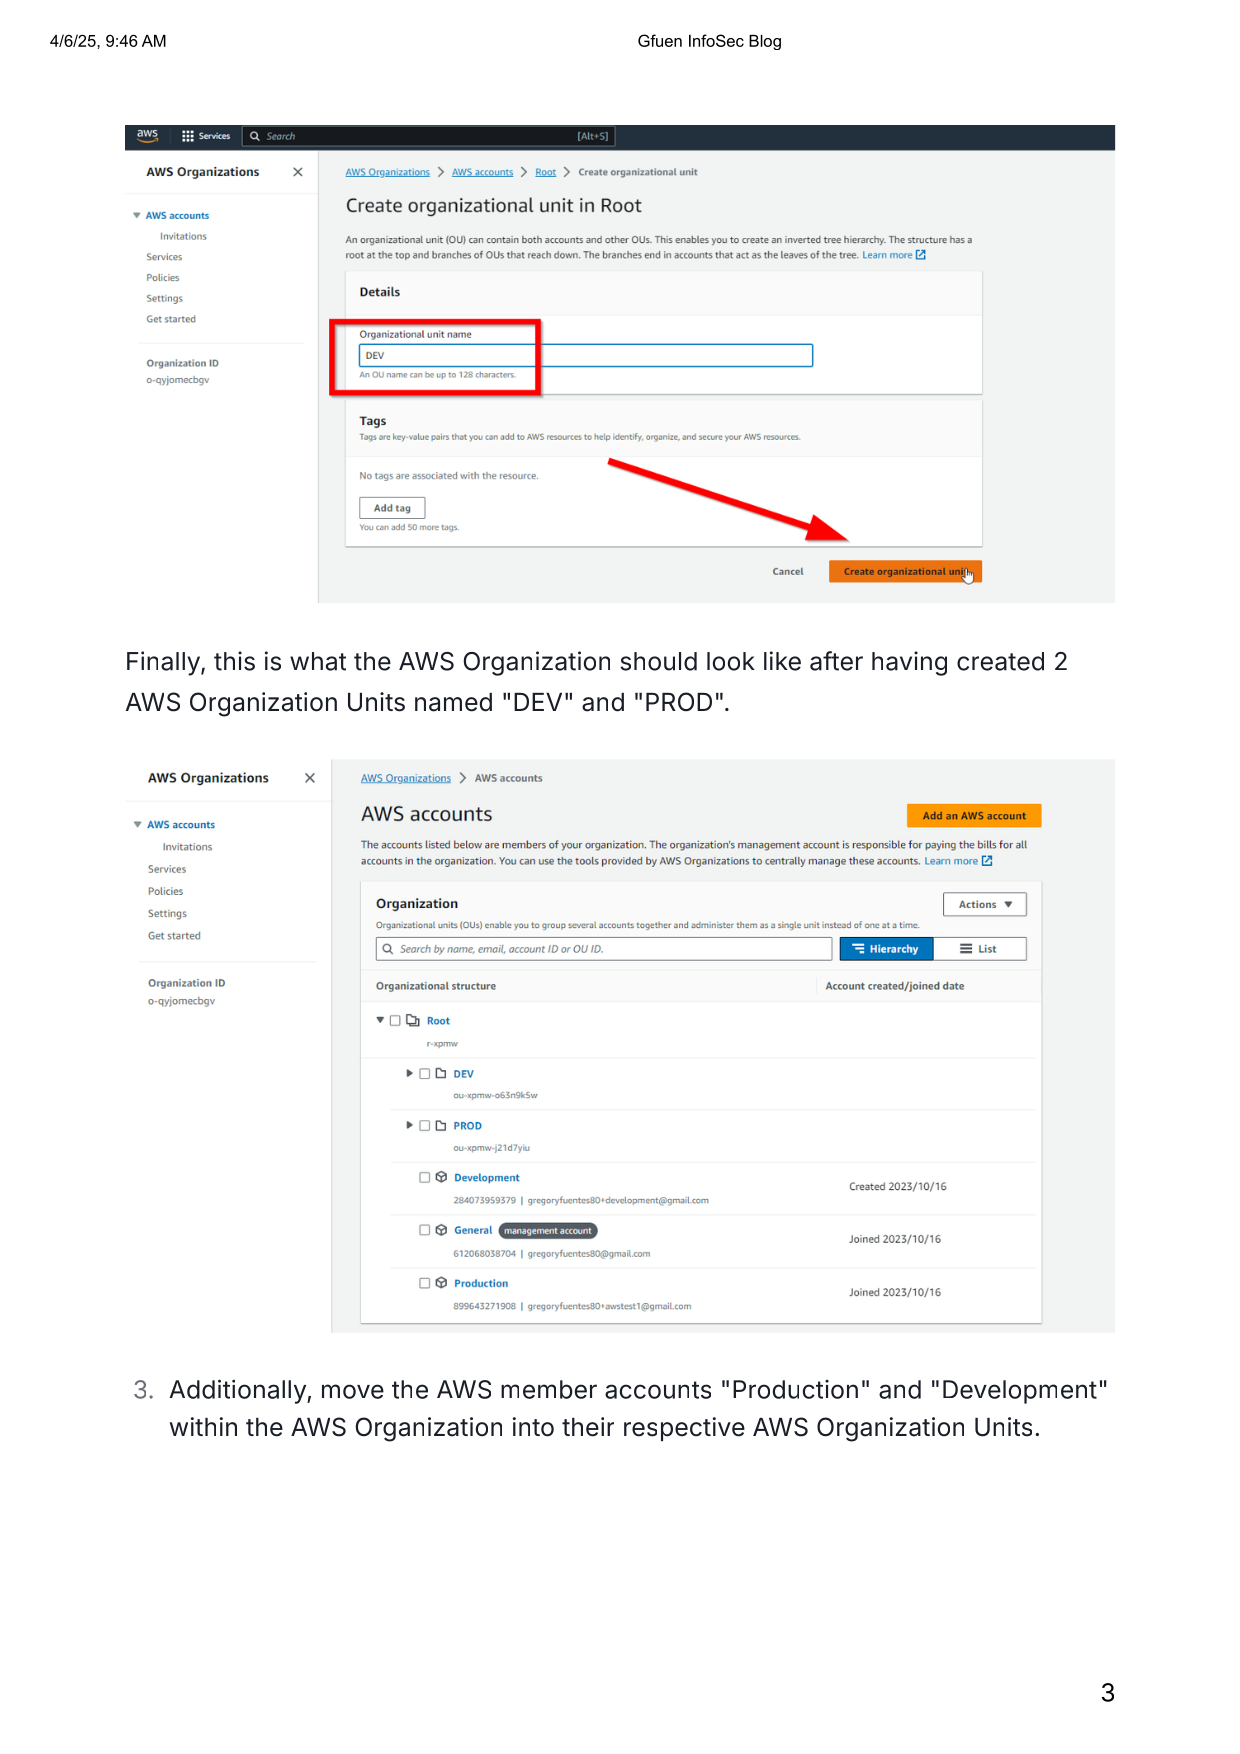 4/6/25, 9:46 AM
Gfuen InfoSec Blog
aws
Services
Search
[Alt+S]
AWS Organizations
AWS accounts
Invitations
Services
Policies
Settings
Get started
Organization ID
o-qyjomecbgv
AWS Organizations > AWS accounts > Root > Create organizational unit
Create organizational unit in Root
An organizational unit (OU) can contain both accounts and other OUs. This enables you to create an inverted tree hierarchy. The structure has a
root at the top and branches of OUs that reach down. The branches end in accounts that act as the leaves of the tree. Learn more
Details
Organizational unit name
DEV
An OU name can be up to 128 characters.
Tags
Tags are key-value pairs that you can add to AWS resources to help identify, organize, and secure your AWS resources.
No tags are associated with the resource.
Add tag
You can add 50 more tags.
Cancel
Create organizational unit
Finally, this is what the AWS Organization should look like after having created 2
AWS Organization Units named "DEV" and "PROD".
AWS Organizations
AWS accounts
Invitations
Services
Policies
Settings
Get started
Organization ID
o-qyjomecbgv
AWS Organizations > AWS accounts
AWS accounts
Add an AWS account
The accounts listed below are members of your organization. The organization's management account is responsible for paying the bills for all
accounts in the organization. You can use the tools provided by AWS Organizations to centrally manage these accounts. Learn more
Organization
Actions
Organizational units (OUs) enable you to group several accounts together and administer them as a single unit instead of one at a time.
Search by name, email, account ID or OU ID.
Hierarchy
List
Organizational structure
Account created/joined date
Root
r-xpmw
DEV
ou-xpmw-o63n9k5w
PROD
ou-xpmw-j21d7yiu
Development
284073959379 | gregoryfuentes80+development@gmail.com
Created 2023/10/16
General management account
612068038704 | gregoryfuentes80@gmail.com
Joined 2023/10/16
Production
899643271908 | gregoryfuentes80+awstest1@gmail.com
Joined 2023/10/16
3. Additionally, move the AWS member accounts "Production" and "Development"
within the AWS Organization into their respective AWS Organization Units.
3